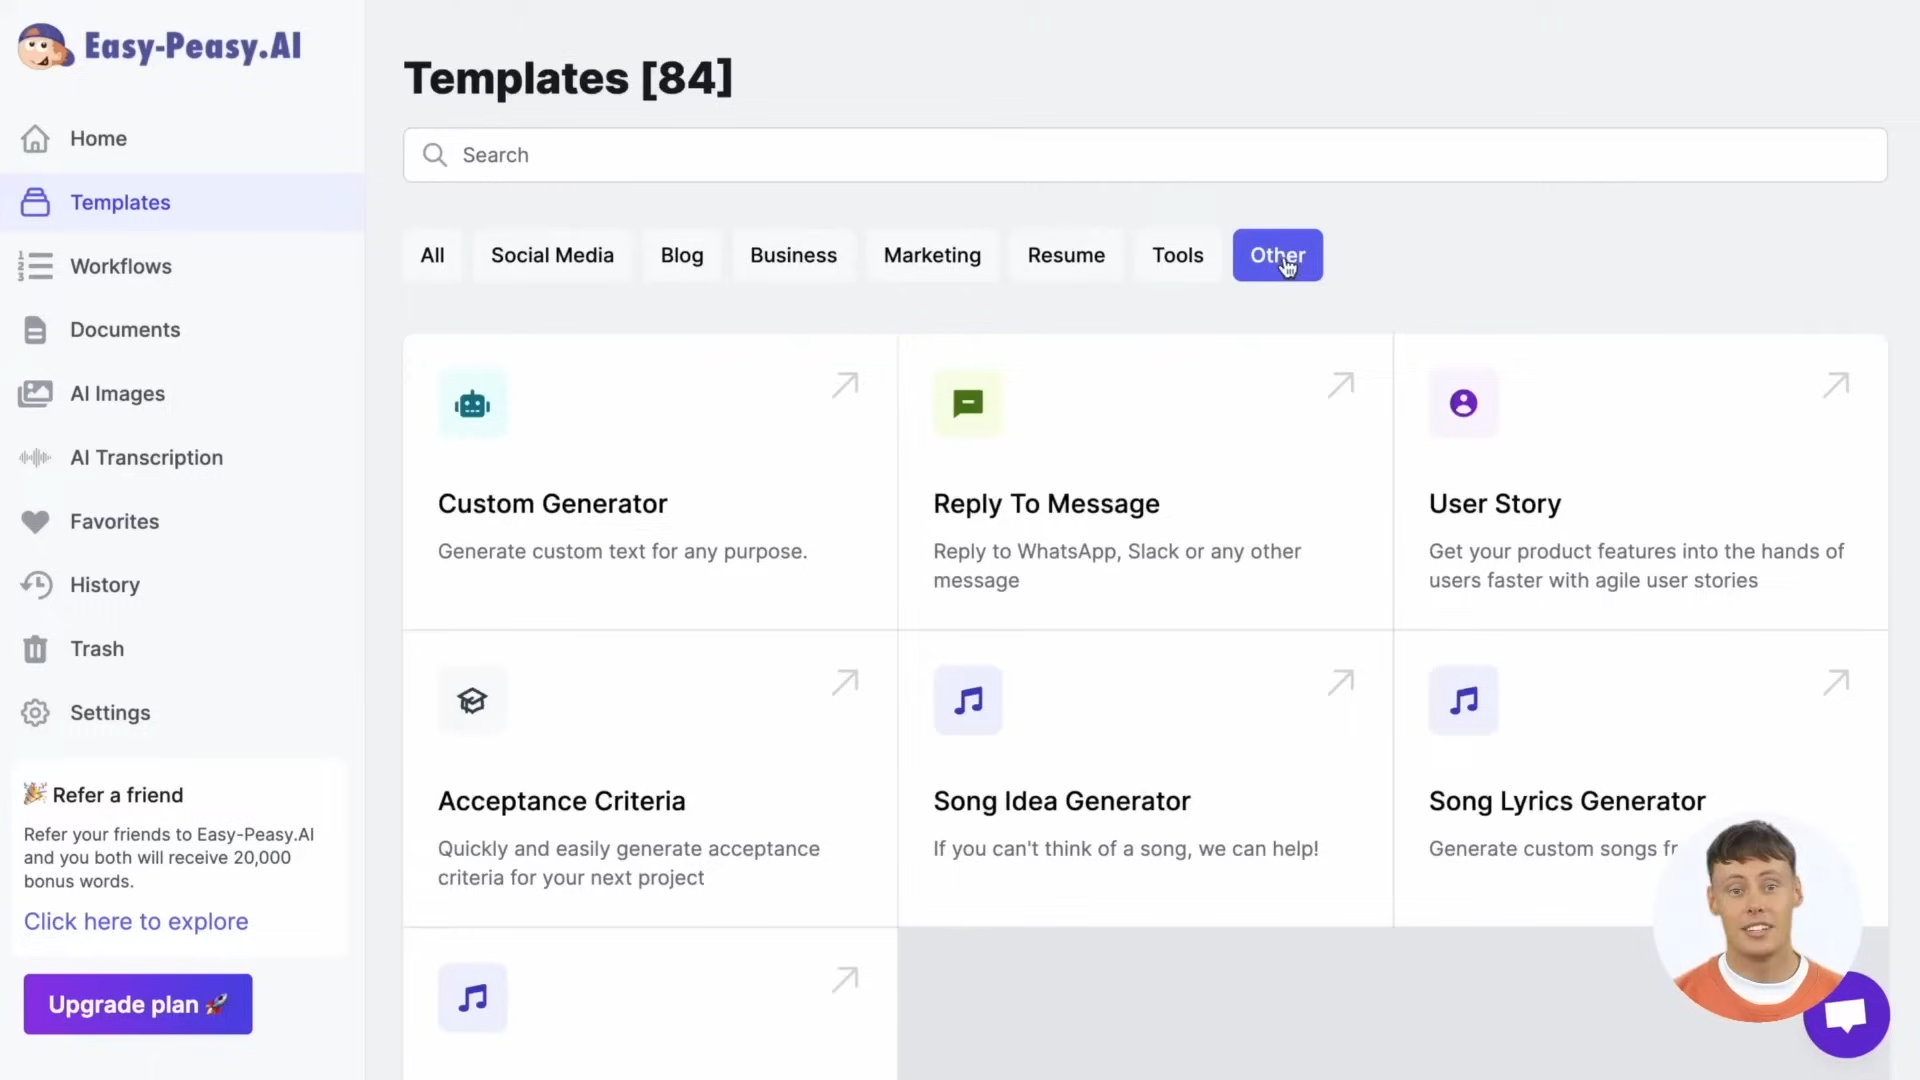 Easy-Peasy.AI
Home
Templates
Workflows
Documents
AI Images
AI Transcription
Favorites
History
Trash
Settings
Refer a friend
Refer your friends to Easy-Peasy.AI
and you both will receive 20,000
bonus words.
Click here to explore
Upgrade plan
Templates [84]
Search
All
Social Media
Blog
Business
Marketing
Resume
Tools
Other
Custom Generator
Generate custom text for any purpose.
Reply To Message
Reply to WhatsApp, Slack or any other
message
User Story
Get your product features into the hands of
users faster with agile user stories
Acceptance Criteria
Quickly and easily generate acceptance
criteria for your next project
Song Idea Generator
If you can't think of a song, we can help!
Song Lyrics Generator
Generate custom songs